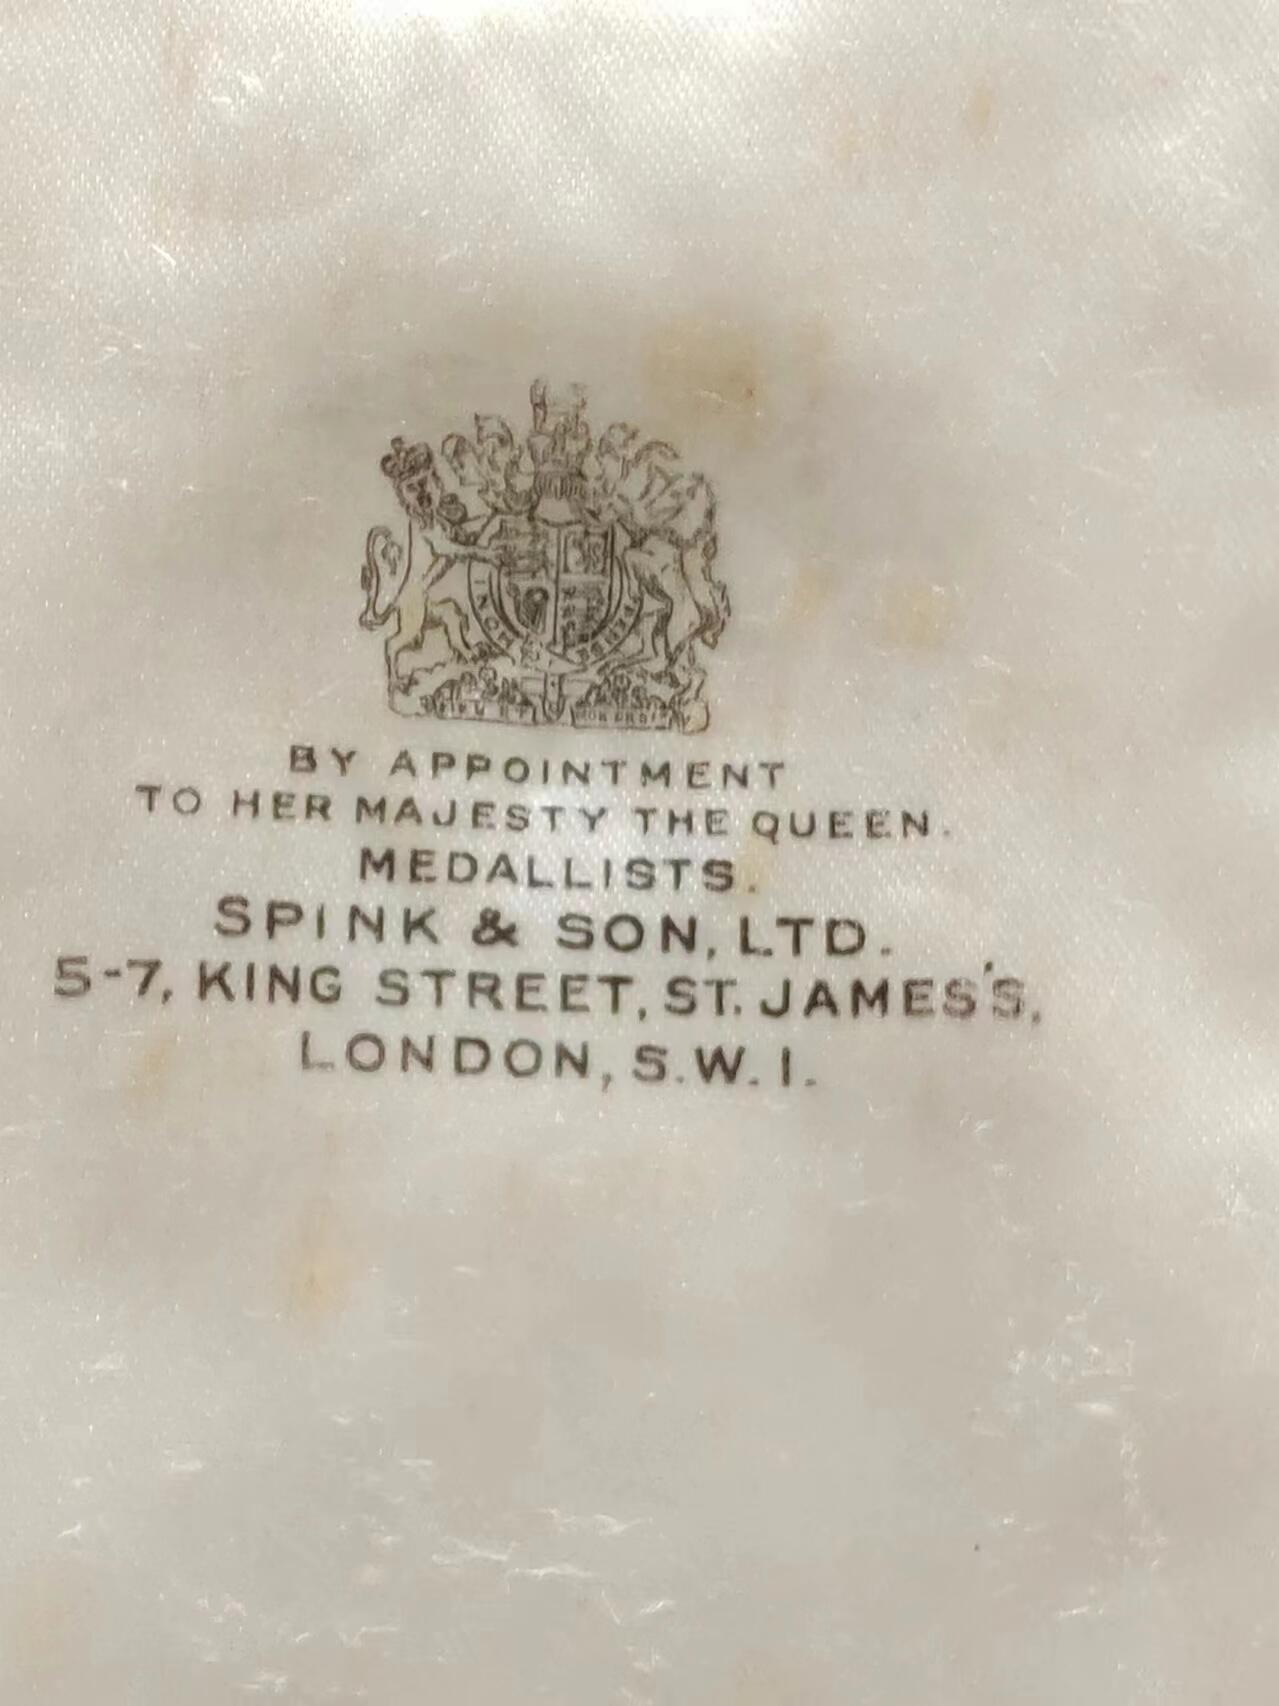 BY APPOINTMENT
TO HER MAJESTY THE QUEEN.
MEDALLISTS.
SPINK & SON, LTD.
5-7, KING STREET, ST. JAMES'S,
LONDON, S.W.1.